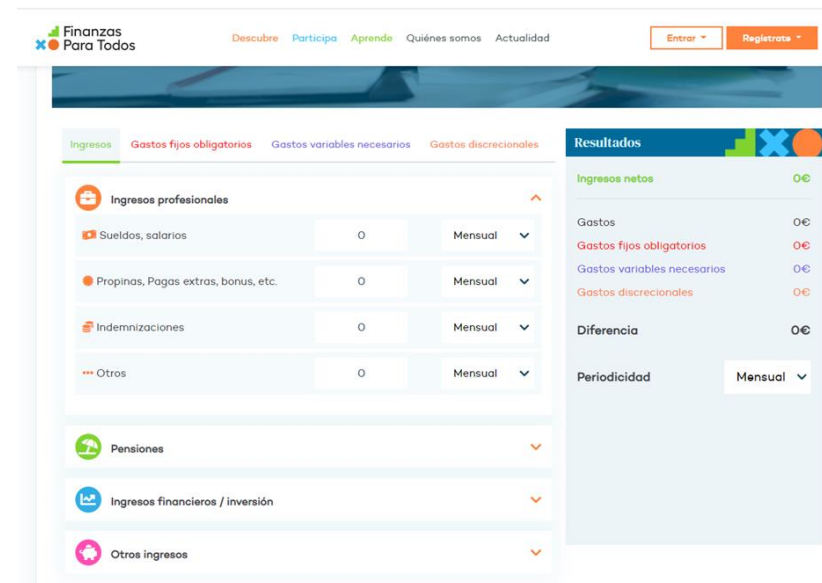 Finanzas
Para Todos
Descubre Participa Aprende Quiénes somos Actualidad
Entrar
Regístrate
Ingresos Gastos fijos obligatorios Gastos variables necesarios Gastos discrecionales
Ingresos profesionales
Sueldos, salarios 0 Mensual
Propinas, Pagas extras, bonus, etc. 0 Mensual
Indemnizaciones 0 Mensual
Otros 0 Mensual
Pensiones
Ingresos financieros / inversión
Otros ingresos
Resultados
Ingresos netos 0€
Gastos 0€
Gastos fijos obligatorios 0€
Gastos variables necesarios 0€
Gastos discrecionales 0€
Diferencia 0€
Periodicidad Mensual